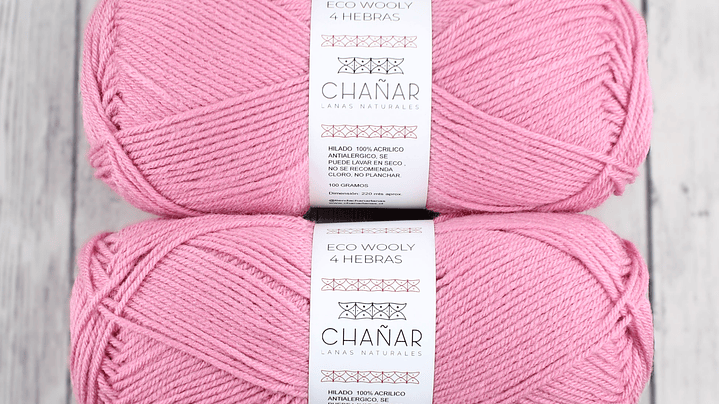 ECO WOOLY
4 HEBRAS
CHAÑAR
LANAS NATURALES
HILADO 100% ACRILICO
ANTIALERGICO, SE
PUEDE LAVAR EN SECO .
NO SE RECOMIENDA
CLORO, NO PLANCHAR.
100 GRAMOS
Dimensión: 220 mts aprox
ECO WOOLY
4 HEBRAS
CHAÑAR
LANAS NATURALES
HILADO 100% ACRILICO
ANTIALERGICO, SE